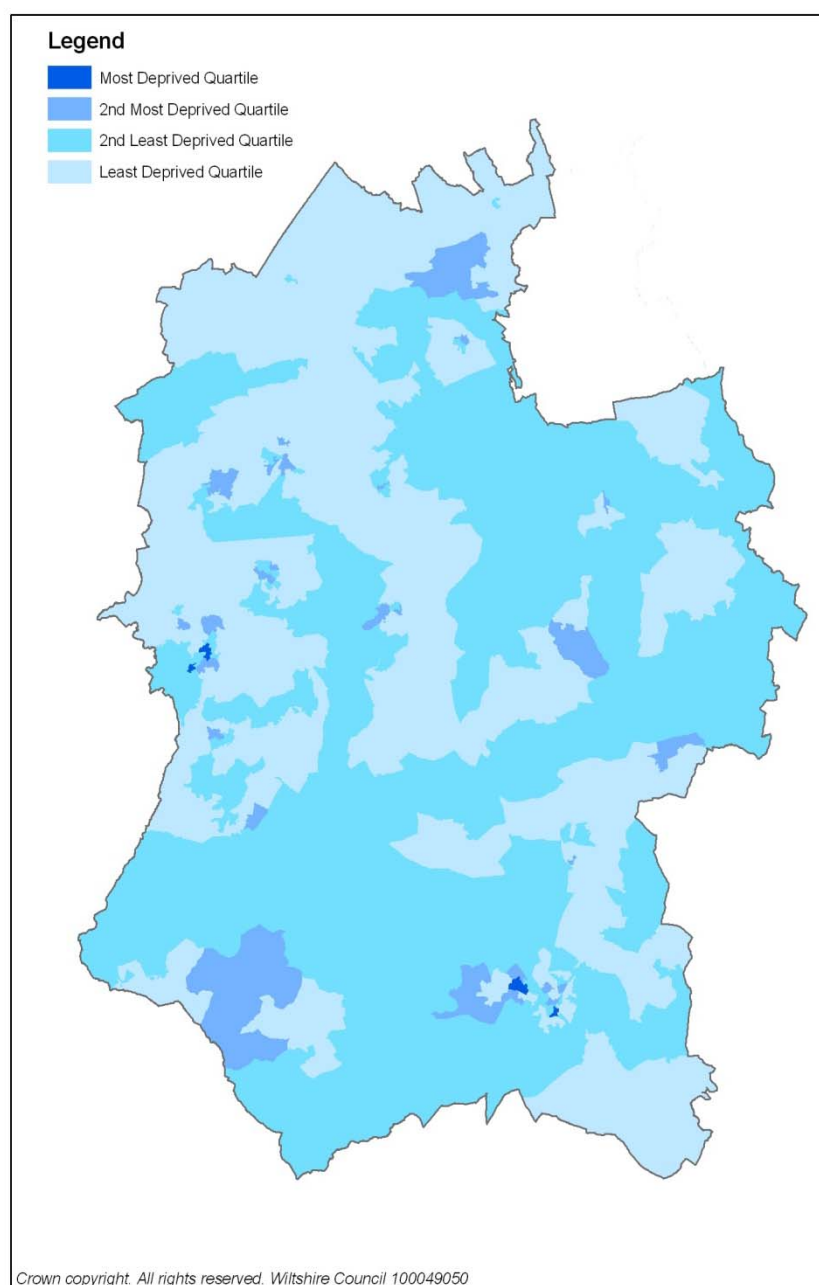 Legend
Most Deprived Quartile
2nd Most Deprived Quartile
2nd Least Deprived Quartile
Least Deprived Quartile
Crown copyright. All rights reserved. Wiltshire Council 100049050